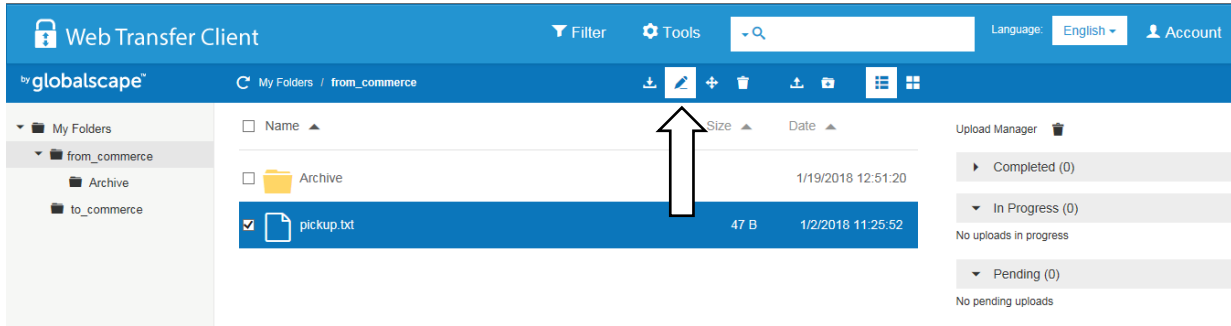 Web Transfer Client
Filter
Tools
Language:
English
Account
by globalscape™
My Folders / from_commerce
My Folders
from_commerce
Archive
to_commerce
Name
Size
Date
Archive
1/19/2018 12:51:20
pickup.txt
47 B
1/2/2018 11:25:52
Upload Manager
Completed (0)
In Progress (0)
No uploads in progress
Pending (0)
No pending uploads